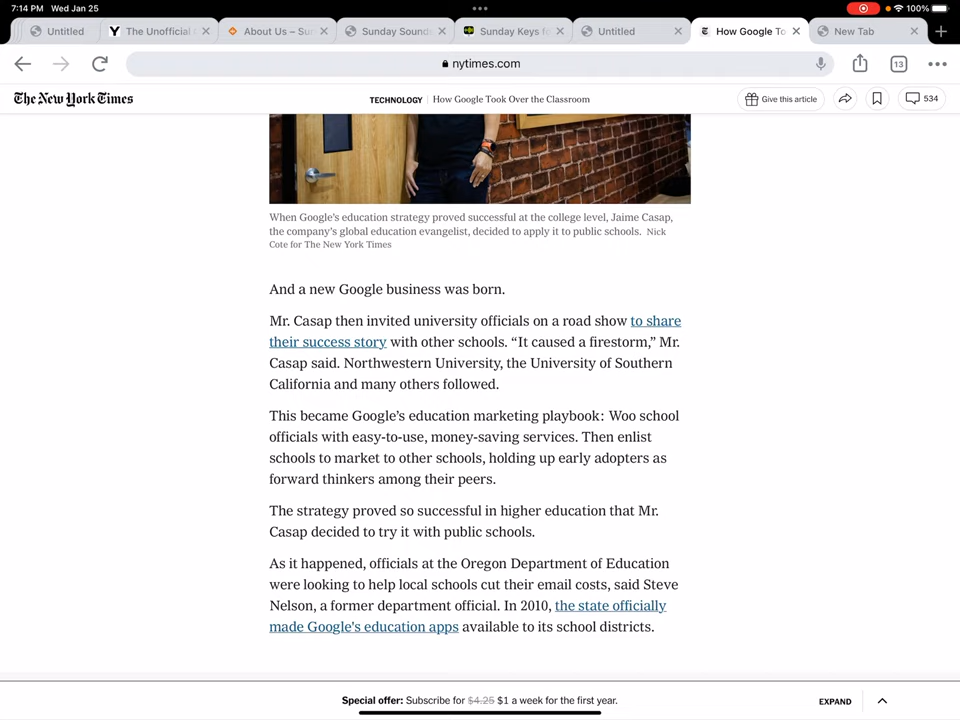 7:14 PM Wed Jan 25
100%
Untitled
The Unofficial
About Us – Su
Sunday Sound
Sunday Keys f
Untitled
How Google To
New Tab
nytimes.com
13
The New York Times
TECHNOLOGY | How Google Took Over the Classroom
Give this article
534
When Google’s education strategy proved successful at the college level, Jaime Casap,
the company’s global education evangelist, decided to apply it to public schools. Nick
Cote for The New York Times
And a new Google business was born.
Mr. Casap then invited university officials on a road show to share
their success story with other schools. “It caused a firestorm,” Mr.
Casap said. Northwestern University, the University of Southern
California and many others followed.
This became Google’s education marketing playbook: Woo school
officials with easy-to-use, money-saving services. Then enlist
schools to market to other schools, holding up early adopters as
forward thinkers among their peers.
The strategy proved so successful in higher education that Mr.
Casap decided to try it with public schools.
As it happened, officials at the Oregon Department of Education
were looking to help local schools cut their email costs, said Steve
Nelson, a former department official. In 2010, the state officially
made Google's education apps available to its school districts.
Special offer: Subscribe for $4.25 $1 a week for the first year.
EXPAND